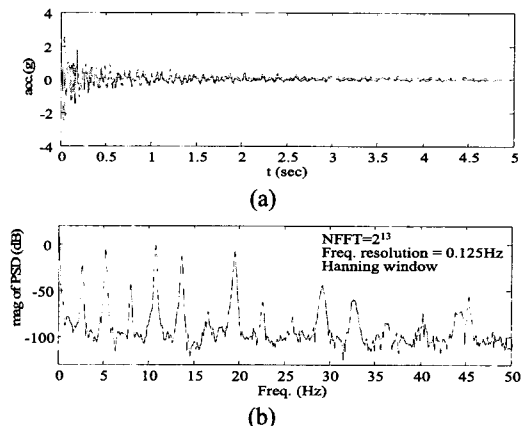 4
2
0
-2
-4
acc.(g)
0 0.5 1 1.5 2 2.5 3 3.5 4 4.5 5
t (sec)
(a)
0
-50
-100
mag of PSD (dB)
NFFT=2¹³
Freq. resolution = 0.125Hz
Hanning window
0 5 10 15 20 25 30 35 40 45 50
Freq. (Hz)
(b)